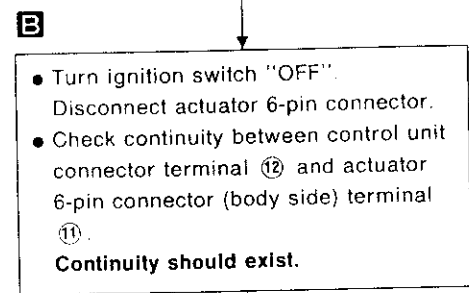 B
● Turn ignition switch "OFF".
Disconnect actuator 6-pin connector.
● Check continuity between control unit
connector terminal ⑫ and actuator
6-pin connector (body side) terminal
⑪.
Continuity should exist.